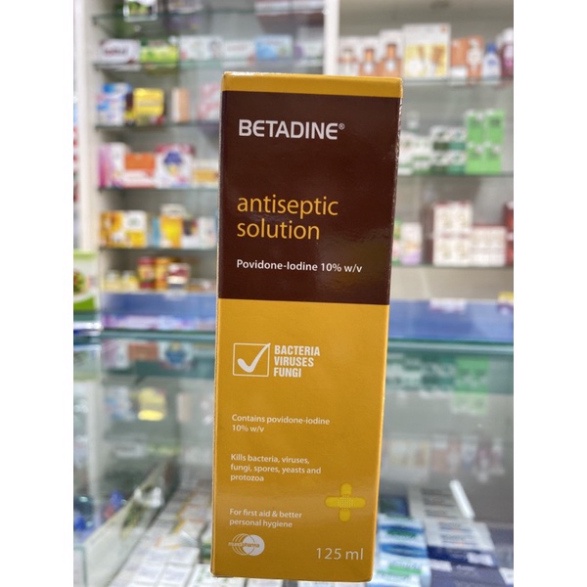 BETADINE®
antiseptic
solution
Povidone-Iodine 10% w/v
BACTERIA
VIRUSES
FUNGI
Contains povidone-iodine
10% w/v
Kills bacteria, viruses,
fungi, spores, yeasts and
protozoa
For first aid & better
personal hygiene
125 ml